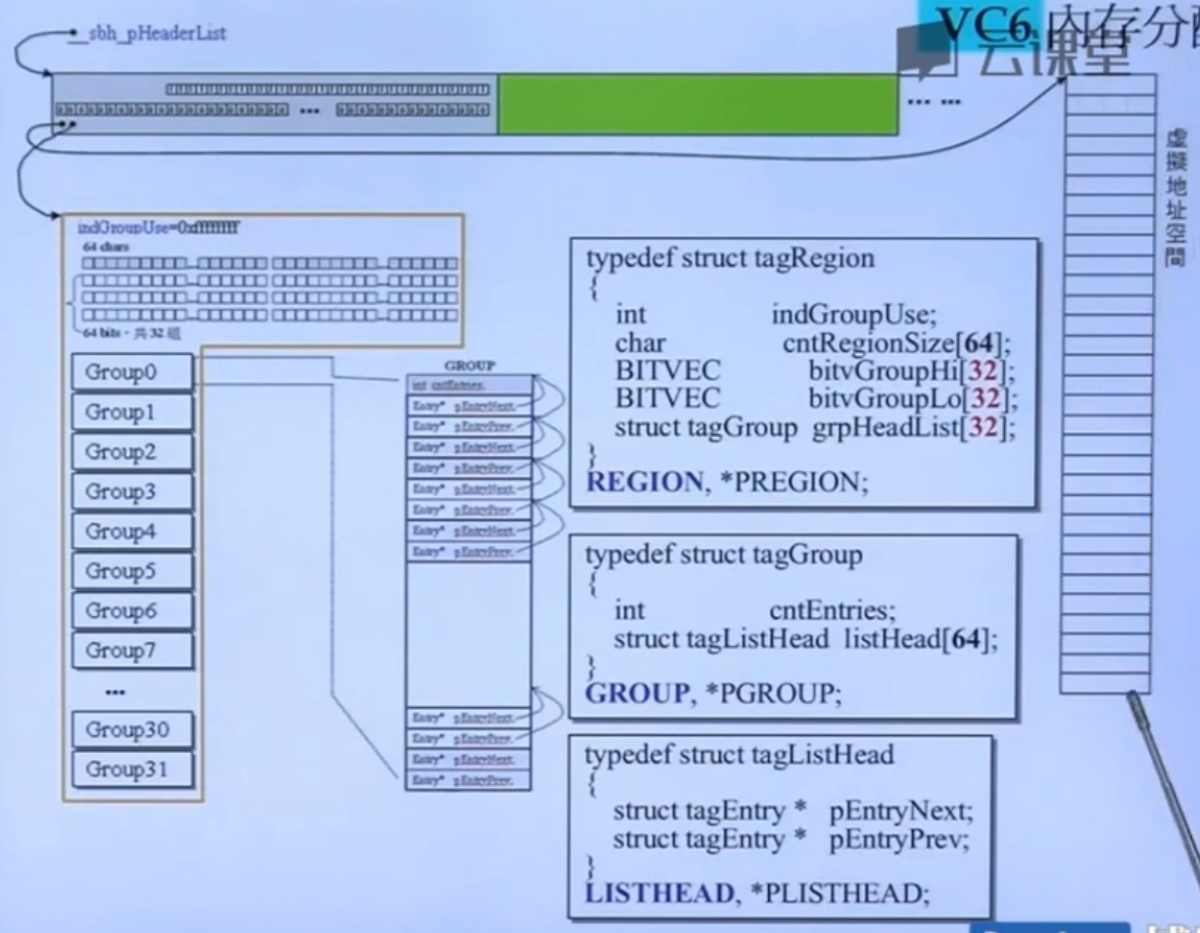 VC6 內存分
云课堂
__sbh_pHeaderList
... ...
虛擬地址空間
indGroupUse=0xffffffff
64 chars
64 bits - 共 32 組
Group0
Group1
Group2
Group3
Group4
Group5
Group6
Group7
...
Group30
Group31
GROUP
int cntEntries;
Entry* pEntryNext;
Entry* pEntryPrev;
Entry* pEntryNext;
Entry* pEntryPrev;
Entry* pEntryNext;
Entry* pEntryPrev;
Entry* pEntryNext;
Entry* pEntryPrev;
Entry* pEntryNext;
Entry* pEntryPrev;
Entry* pEntryNext;
Entry* pEntryPrev;
typedef struct tagRegion
{
int indGroupUse;
char cntRegionSize[64];
BITVEC bitvGroupHi[32];
BITVEC bitvGroupLo[32];
struct tagGroup grpHeadList[32];
}
REGION, *PREGION;
typedef struct tagGroup
{
int cntEntries;
struct tagListHead listHead[64];
}
GROUP, *PGROUP;
typedef struct tagListHead
{
struct tagEntry * pEntryNext;
struct tagEntry * pEntryPrev;
}
LISTHEAD, *PLISTHEAD;